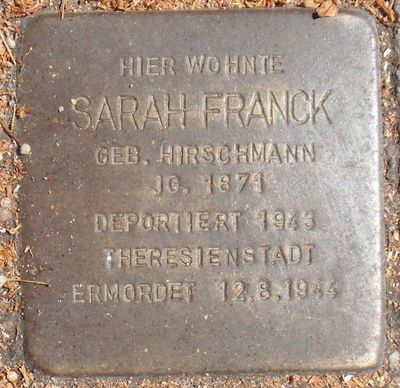 HIER WOHNTE
SARAH FRANCK
GEB. HIRSCHMANN
JG. 1871
DEPORTIERT 1943
THERESIENSTADT
ERMORDET 12.8.1944